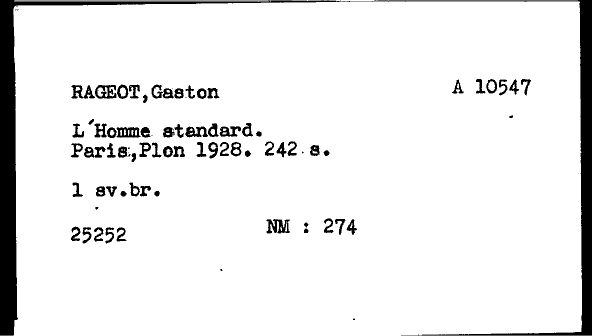 RAGEOT,Gaston A 10547
L´Homme standard.
Paris,Plon 1928. 242 s.
1 sv.br.
25252 NM : 274